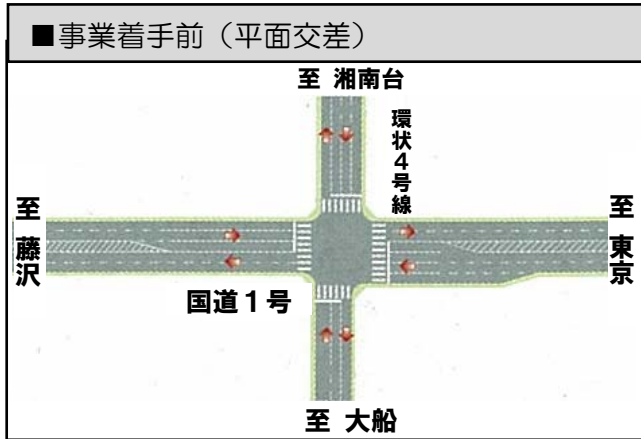 ■事業着手前（平面交差）
至 湘南台
環状４号線
至 藤沢
至 東京
国道１号
至 大船